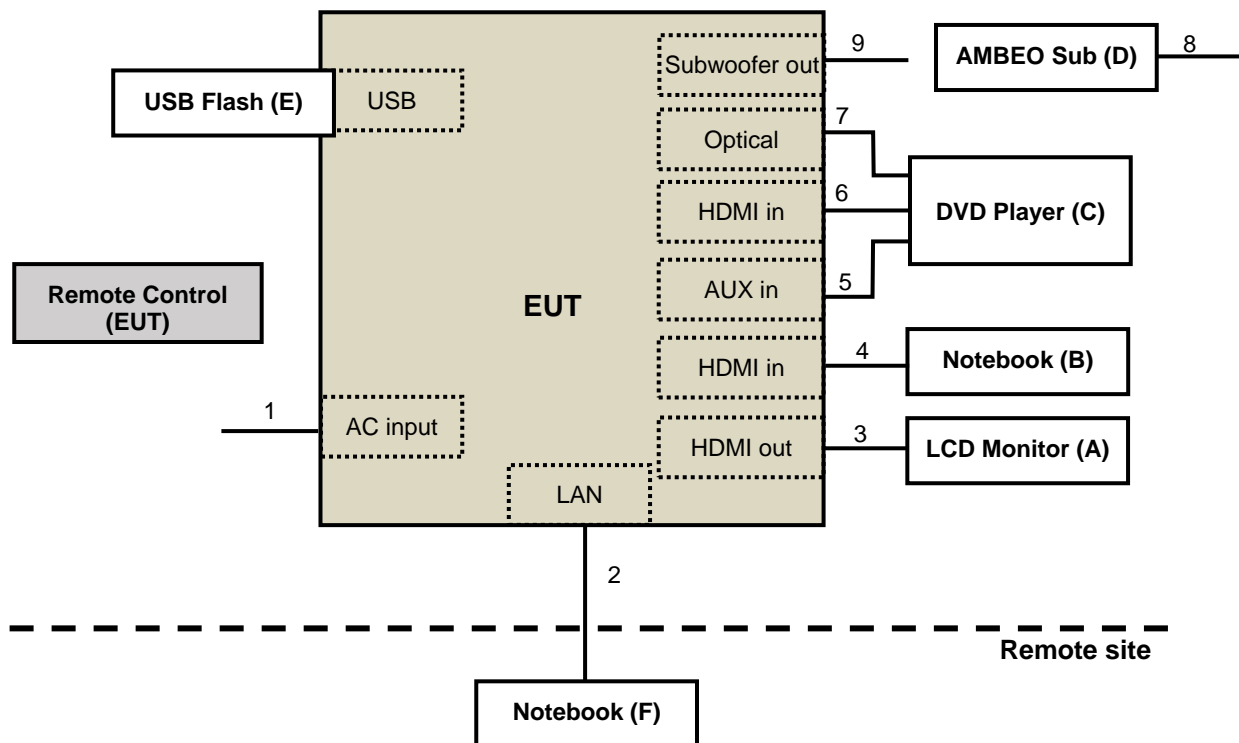 9
8
Subwoofer out
AMBEO Sub (D)
USB Flash (E)
USB
7
Optical
6
HDMI in
DVD Player (C)
AUX in
5
Remote Control
(EUT)
EUT
4
HDMI in
Notebook (B)
1
AC input
3
HDMI out
LCD Monitor (A)
LAN
2
Remote site
Notebook (F)